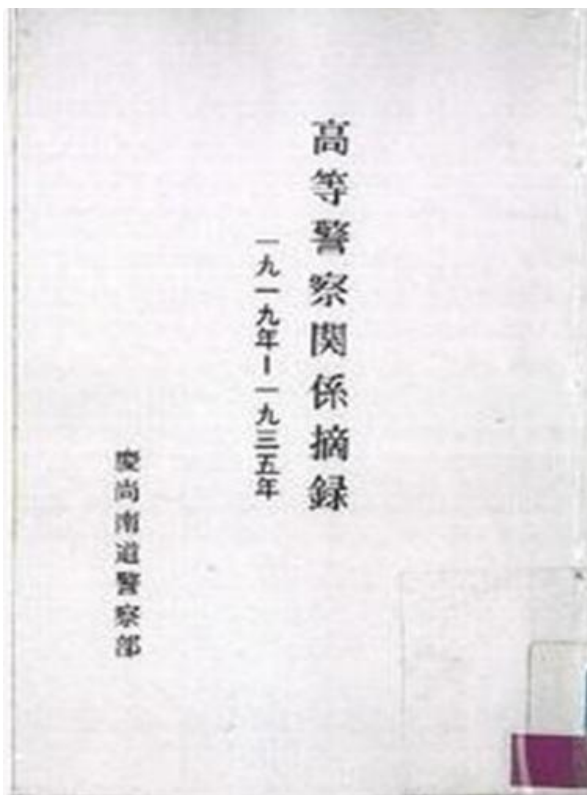 高等警察関係摘録
一九一九年ー一九三五年
慶尚南道警察部